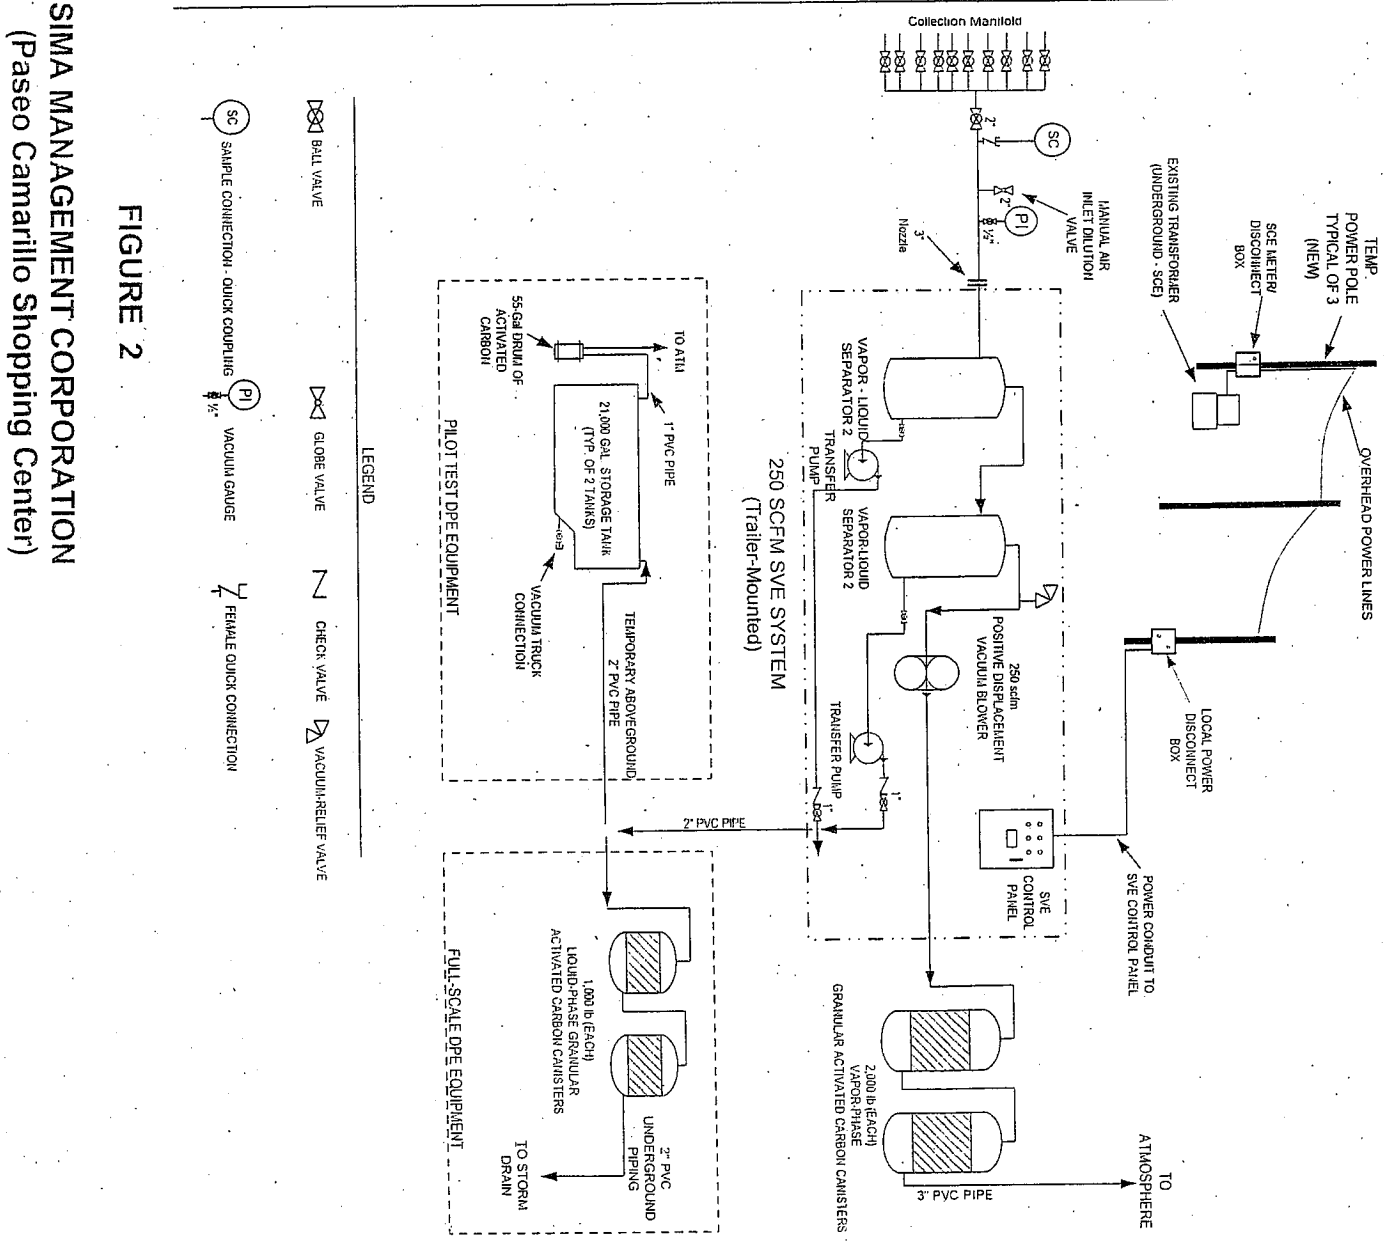 Collection Manifold
2"
SC
2"
PI
½"
MANUAL AIR
INLET DILUTION
VALVE
3"
Nozzle
TEMP.
POWER POLE
TYPICAL OF 3
(NEW)
SCE METER/
DISCONNECT
BOX
EXISTING TRANSFORMER
(UNDERGROUND - SCE)
OVERHEAD POWER LINES
LOCAL POWER
DISCONNECT
BOX
POWER CONDUIT TO
SVE CONTROL PANEL
SVE
CONTROL
PANEL
VAPOR - LIQUID
SEPARATOR 2
TRANSFER
PUMP
VAPOR-LIQUID
SEPARATOR 2
250 scfm
POSITIVE DISPLACEMENT
VACUUM BLOWER
TRANSFER PUMP
1"
1"
250 SCFM SVE SYSTEM
(Trailer-Mounted)
2" PVC PIPE
2,000 lb (EACH)
VAPOR-PHASE
GRANULAR ACTIVATED CARBON CANISTERS
3" PVC PIPE
TO
ATMOSPHERE
TO ATM
1" PVC PIPE
55-Gal DRUM OF
ACTIVATED
CARBON
21,000 GAL. STORAGE TANK
(TYP. OF 2 TANKS)
VACUUM TRUCK
CONNECTION
TEMPORARY ABOVEGROUND
2" PVC PIPE
PILOT TEST DPE EQUIPMENT
1,000 lb (EACH)
LIQUID-PHASE GRANULAR
ACTIVATED CARBON CANISTERS
2" PVC
UNDERGROUND
PIPING
TO STORM
DRAIN
FULL-SCALE DPE EQUIPMENT
LEGEND
BALL VALVE
GLOBE VALVE
CHECK VALVE
VACUUM-RELIEF VALVE
SC
SAMPLE CONNECTION - QUICK COUPLING
PI
½"
VACUUM GAUGE
FEMALE QUICK CONNECTION
FIGURE 2
SIMA MANAGEMENT CORPORATION
(Paseo Camarillo Shopping Center)